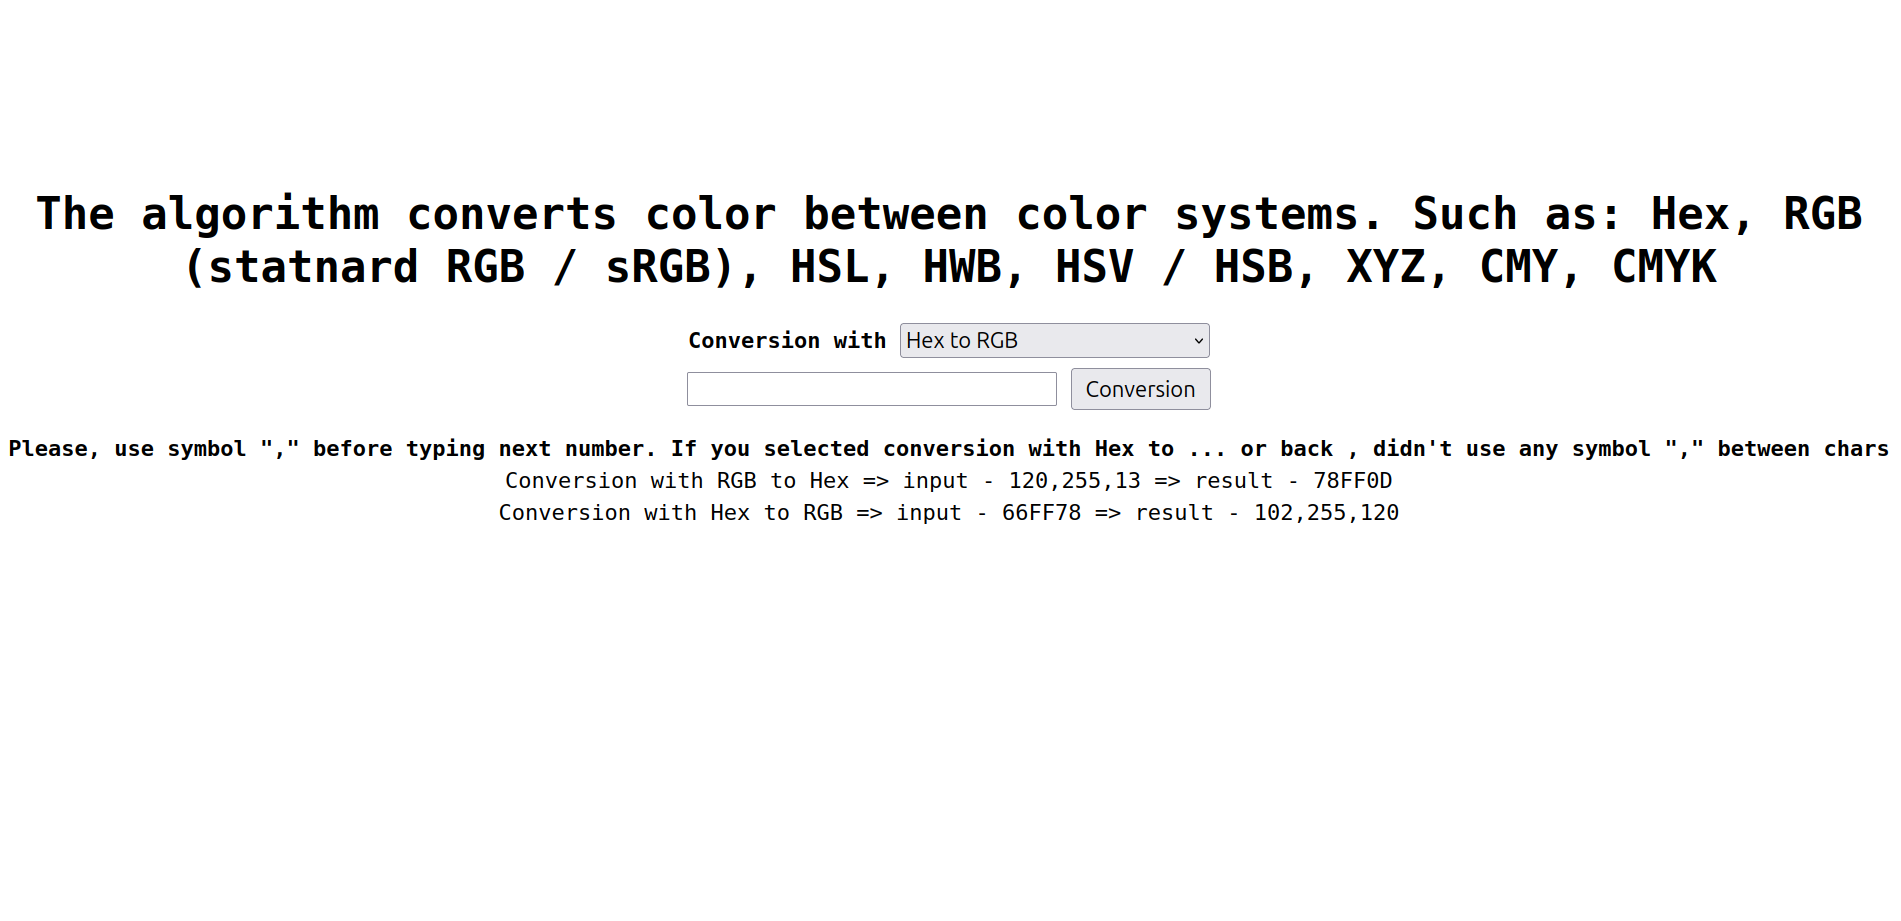 The algorithm converts color between color systems. Such as: Hex, RGB
(statnard RGB / sRGB), HSL, HWB, HSV / HSB, XYZ, CMY, CMYK
Conversion with Hex to RGB
Conversion
Please, use symbol "," before typing next number. If you selected conversion with Hex to ... or back , didn't use any symbol "," between chars
Conversion with RGB to Hex => input - 120,255,13 => result - 78FF0D
Conversion with Hex to RGB => input - 66FF78 => result - 102,255,120